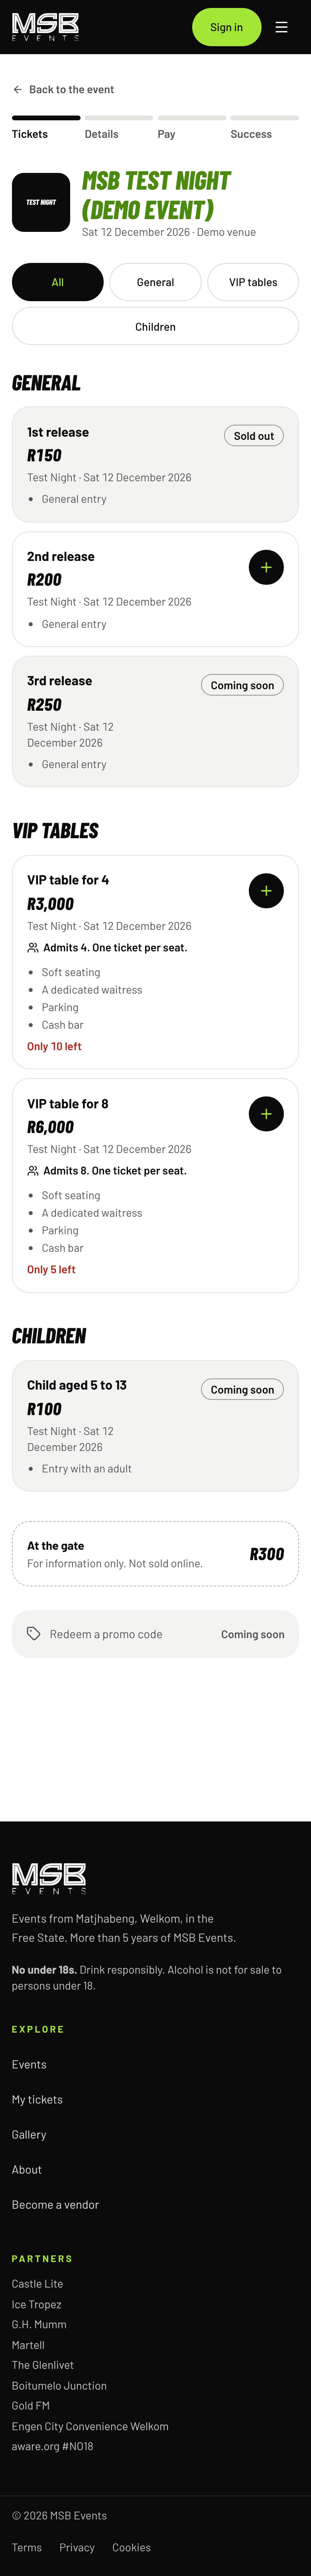 MSB
EVENTS
Sign in
Back to the event
Tickets
Details
Pay
Success
TEST NIGHT
MSB TEST NIGHT
(DEMO EVENT)
Sat 12 December 2026 · Demo venue
All
General
VIP tables
Children
GENERAL
1st release
Sold out
R150
Test Night · Sat 12 December 2026
• General entry
2nd release
R200
Test Night · Sat 12 December 2026
• General entry
3rd release
Coming soon
R250
Test Night · Sat 12
December 2026
• General entry
VIP TABLES
VIP table for 4
R3,000
Test Night · Sat 12 December 2026
Admits 4. One ticket per seat.
• Soft seating
• A dedicated waitress
• Parking
• Cash bar
Only 10 left
VIP table for 8
R6,000
Test Night · Sat 12 December 2026
Admits 8. One ticket per seat.
• Soft seating
• A dedicated waitress
• Parking
• Cash bar
Only 5 left
CHILDREN
Child aged 5 to 13
Coming soon
R100
Test Night · Sat 12
December 2026
• Entry with an adult
At the gate
For information only. Not sold online.
R300
Redeem a promo code
Coming soon
MSB
EVENTS
Events from Matjhabeng, Welkom, in the
Free State. More than 5 years of MSB Events.
No under 18s. Drink responsibly. Alcohol is not for sale to
persons under 18.
EXPLORE
Events
My tickets
Gallery
About
Become a vendor
PARTNERS
Castle Lite
Ice Tropez
G.H. Mumm
Martell
The Glenlivet
Boitumelo Junction
Gold FM
Engen City Convenience Welkom
aware.org #NO18
© 2026 MSB Events
Terms
Privacy
Cookies